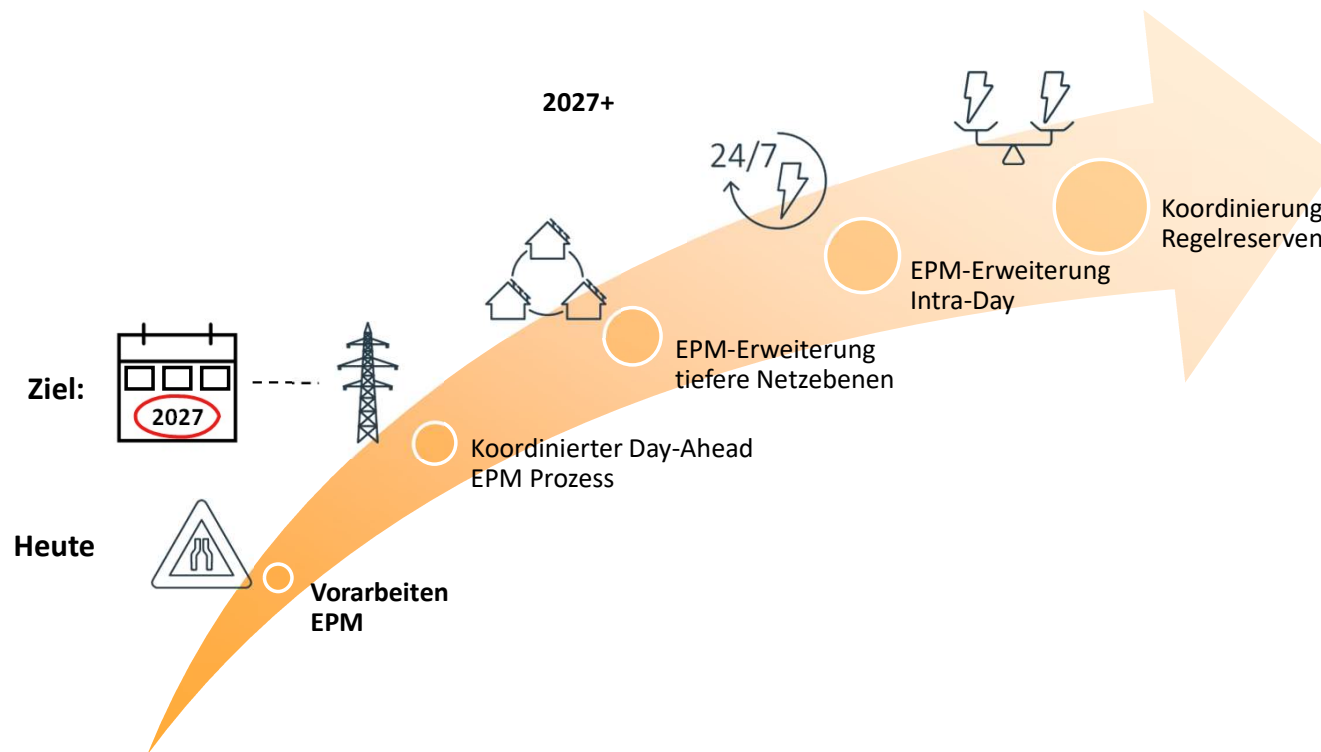 2027+
24/7
Koordinierung
Regelreserven
EPM-Erweiterung
Intra-Day
EPM-Erweiterung
tiefere Netzebenen
Ziel:
2027
Koordinierter Day-Ahead
EPM Prozess
Heute
Vorarbeiten
EPM